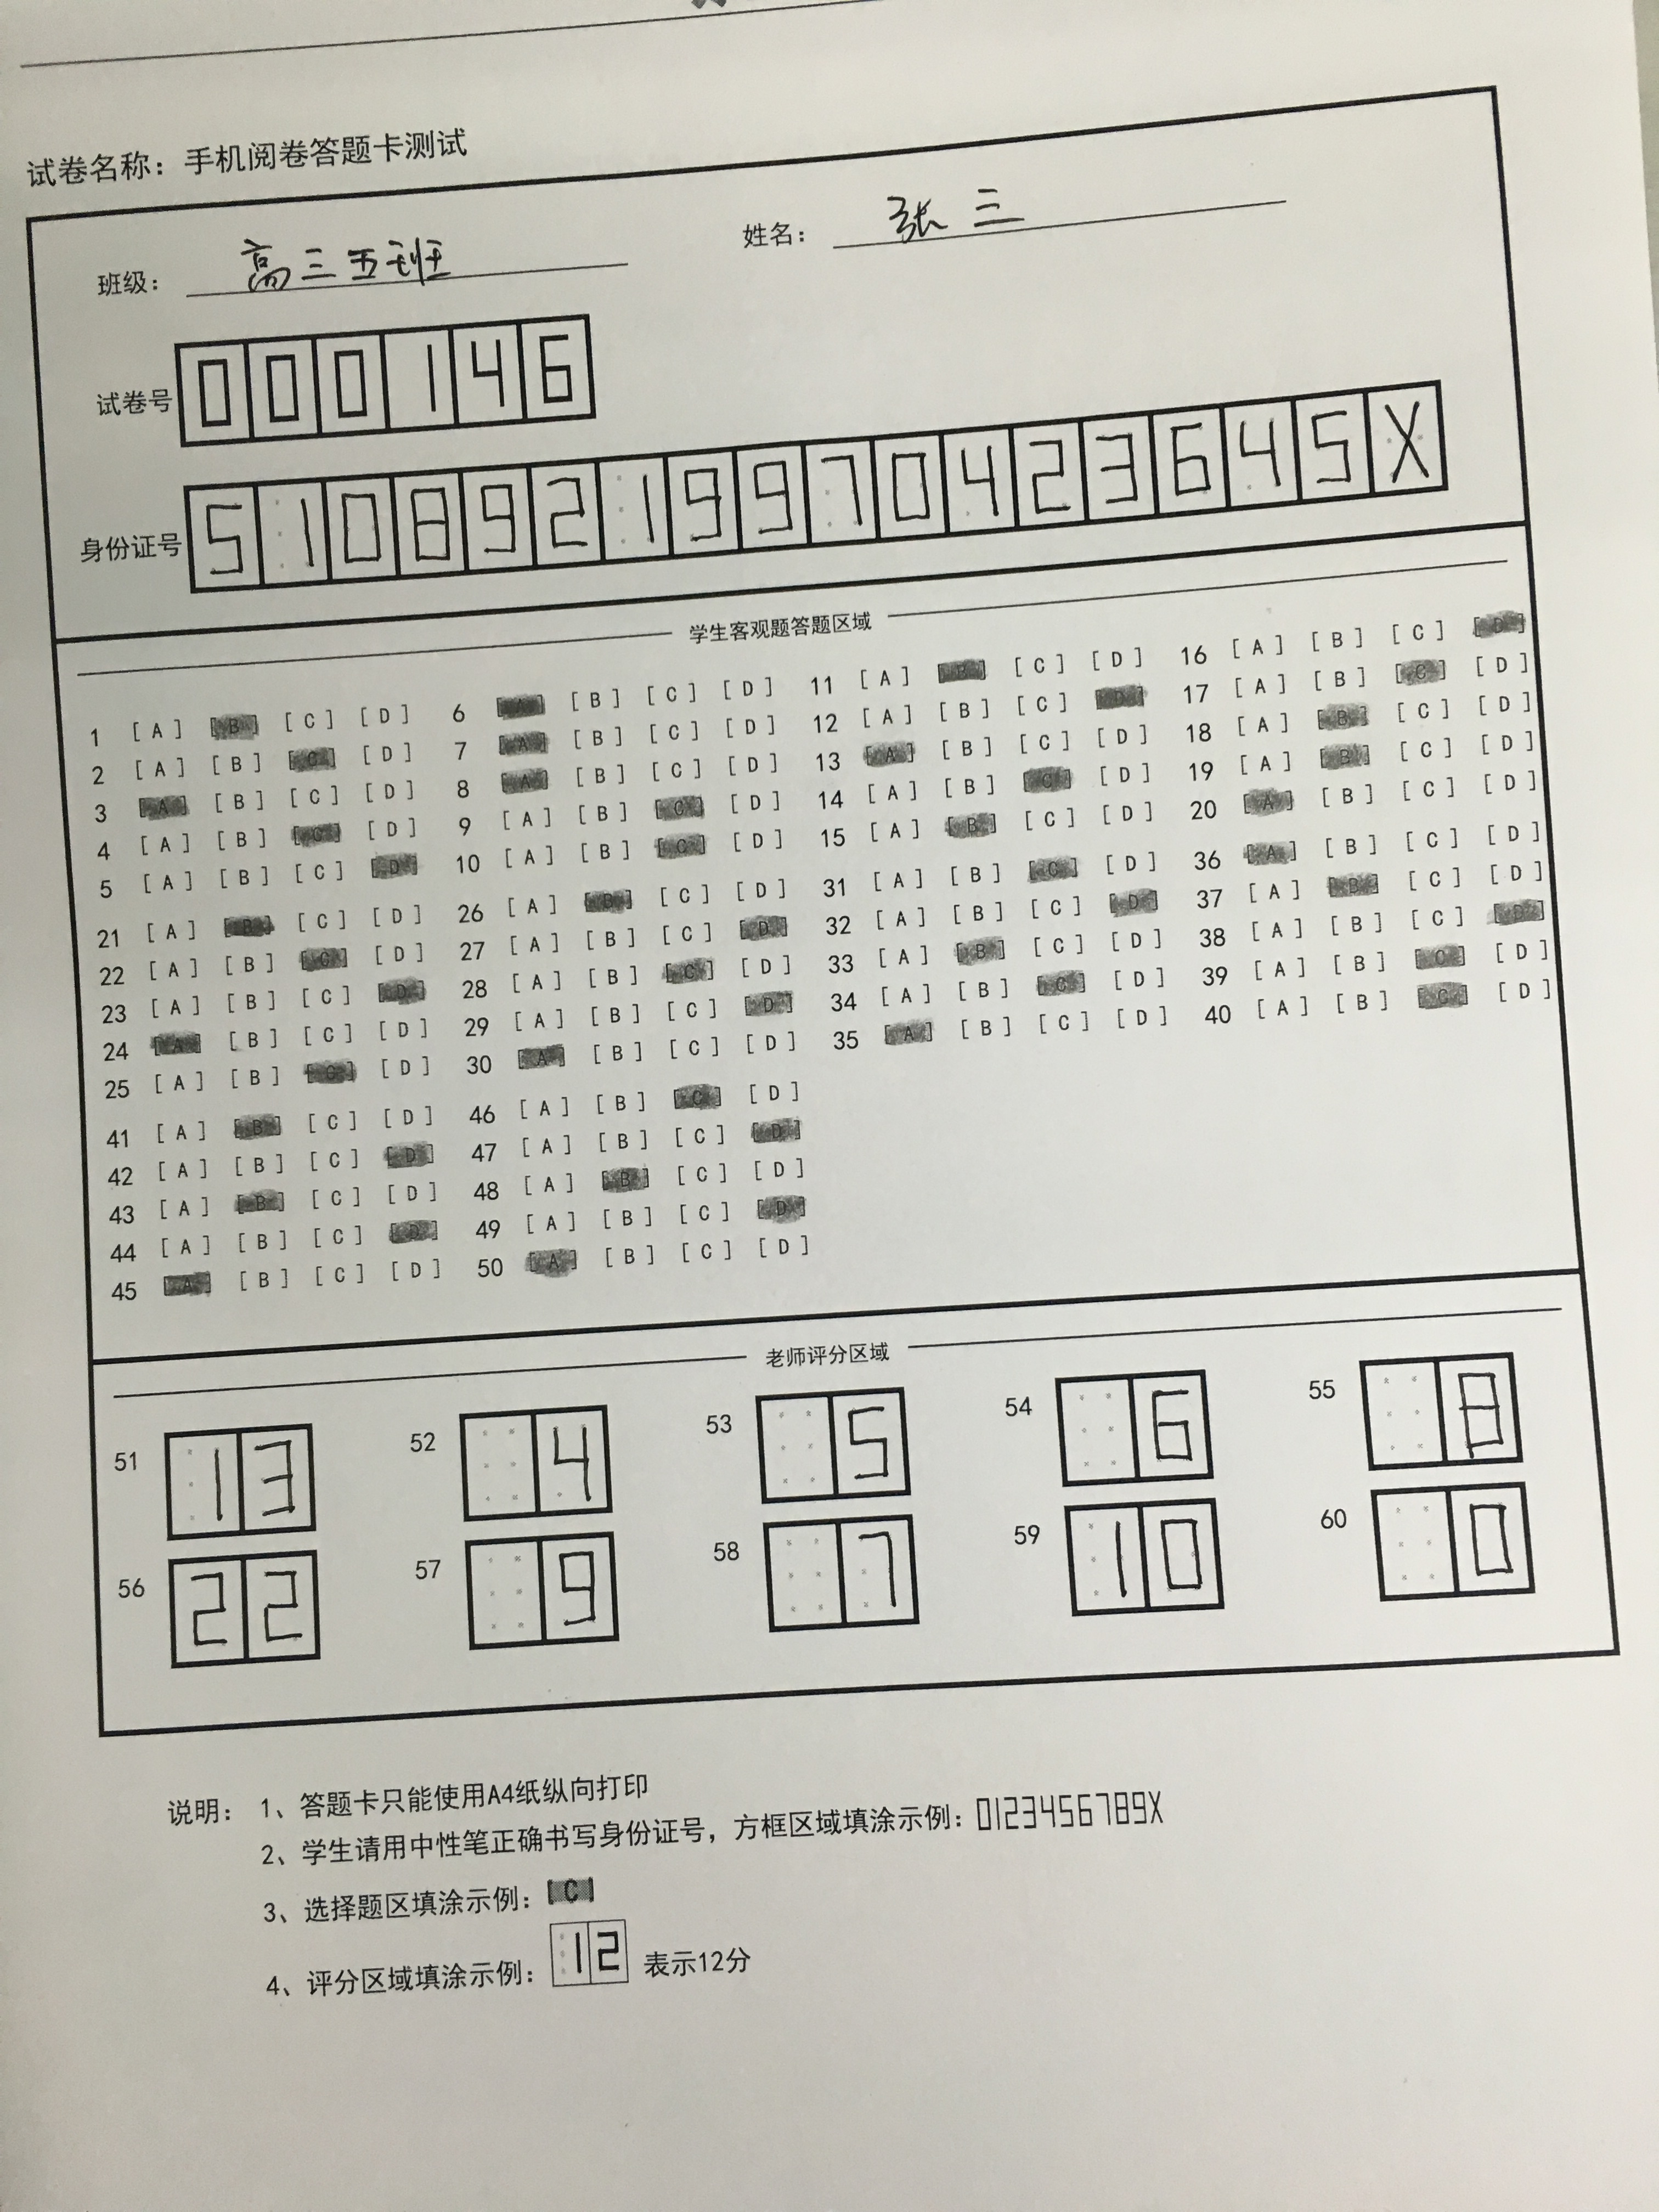 试卷名称：手机阅卷答题卡测试
班级： 高三五班 姓名： 张三
试卷号 000146
身份证号 51089219970423645X
学生客观题答题区域
1 [A] [B] [C] [D] 6 [A] [B] [C] [D] 11 [A] [B] [C] [D] 16 [A] [B] [C] [D]
2 [A] [B] [C] [D] 7 [A] [B] [C] [D] 12 [A] [B] [C] [D] 17 [A] [B] [C] [D]
3 [A] [B] [C] [D] 8 [A] [B] [C] [D] 13 [A] [B] [C] [D] 18 [A] [B] [C] [D]
4 [A] [B] [C] [D] 9 [A] [B] [C] [D] 14 [A] [B] [C] [D] 19 [A] [B] [C] [D]
5 [A] [B] [C] [D] 10 [A] [B] [C] [D] 15 [A] [B] [C] [D] 20 [A] [B] [C] [D]
21 [A] [B] [C] [D] 26 [A] [B] [C] [D] 31 [A] [B] [C] [D] 36 [A] [B] [C] [D]
22 [A] [B] [C] [D] 27 [A] [B] [C] [D] 32 [A] [B] [C] [D] 37 [A] [B] [C] [D]
23 [A] [B] [C] [D] 28 [A] [B] [C] [D] 33 [A] [B] [C] [D] 38 [A] [B] [C] [D]
24 [A] [B] [C] [D] 29 [A] [B] [C] [D] 34 [A] [B] [C] [D] 39 [A] [B] [C] [D]
25 [A] [B] [C] [D] 30 [A] [B] [C] [D] 35 [A] [B] [C] [D] 40 [A] [B] [C] [D]
41 [A] [B] [C] [D] 46 [A] [B] [C] [D]
42 [A] [B] [C] [D] 47 [A] [B] [C] [D]
43 [A] [B] [C] [D] 48 [A] [B] [C] [D]
44 [A] [B] [C] [D] 49 [A] [B] [C] [D]
45 [A] [B] [C] [D] 50 [A] [B] [C] [D]
老师评分区域
51 13 52 4 53 5 54 6 55 8
56 22 57 9 58 7 59 10 60 0
说明： 1、答题卡只能使用A4纸纵向打印
2、学生请用中性笔正确书写身份证号，方框区域填涂示例：0123456789X
3、选择题区填涂示例：[C]
4、评分区域填涂示例：12 表示12分